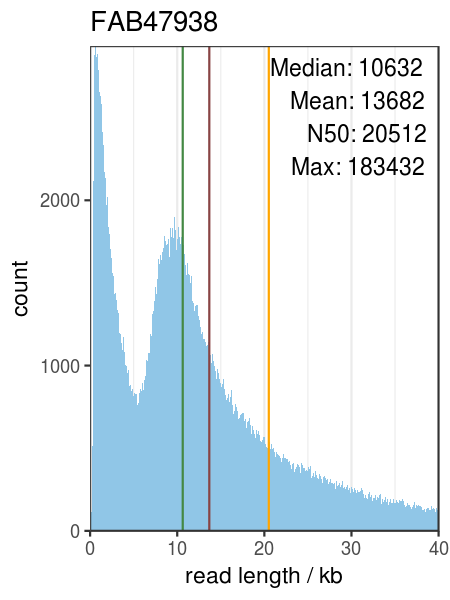 FAB47938
Median: 10632
Mean: 13682
N50: 20512
Max: 183432
2000
1000
0
count
0 10 20 30 40
read length / kb